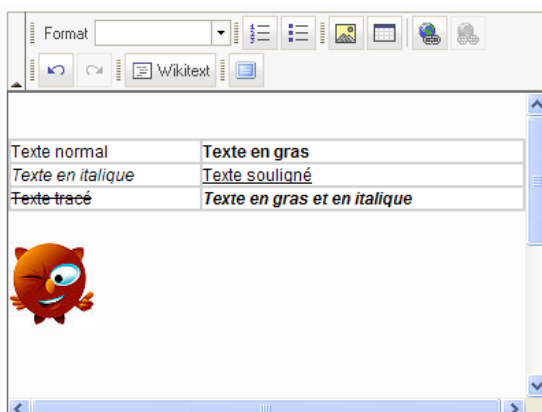 Format
Wikitext
Texte normal Texte en gras
Texte en italique Texte souligné
Texte tracé Texte en gras et en italique